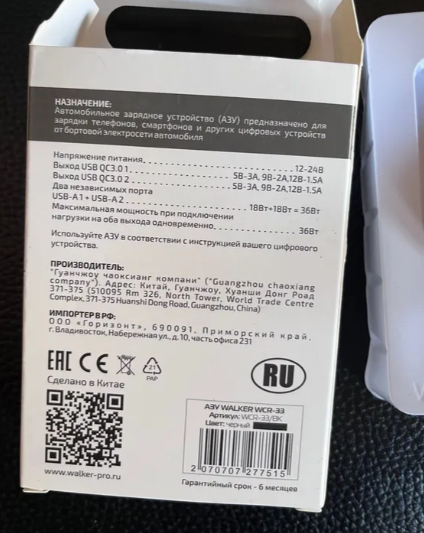 НАЗНАЧЕНИЕ:
Автомобильное зарядное устройство (АЗУ) предназначено для
зарядки телефонов, смартфонов и других цифровых устройств
от бортовой электросети автомобиля
Напряжение питания 12-24В
Выход USB QC3.0 1 5В-3А, 9В-2А,12В-1.5А
Выход USB QC3.0 2 5В-3А, 9В-2А,12В-1.5А
Два независимых порта
USB-A 1 + USB-A 2 18Вт+18Вт = 36Вт
Максимальная мощность при подключении
нагрузки на оба выхода одновременно 36Вт
Используйте АЗУ в соответствии с инструкцией вашего цифрового
устройства.
ПРОИЗВОДИТЕЛЬ:
"Гуанчжоу чаоксианг компани" ("Guangzhou chaoxiang
company"). Адрес: Китай, Гуанчжоу, Хуанши Донг Роад
371-375 (510095 Rm 326, North Tower, World Trade Centre
Complex, 371-375 Huanshi Dong Road, Guangzhou, China)
ИМПОРТЕР В РФ:
ООО «Горизонт», 690091, Приморский край,
г. Владивосток, Набережная ул., д.10, часть офиса 231
EAC CE 21
PAP
RU
Сделано в Китае
АЗУ WALKER WCR-33
Артикул: WCR-33/BK
Цвет: черный
2 070707 277515
www.walker-pro.ru
Гарантийный срок - 6 месяцев